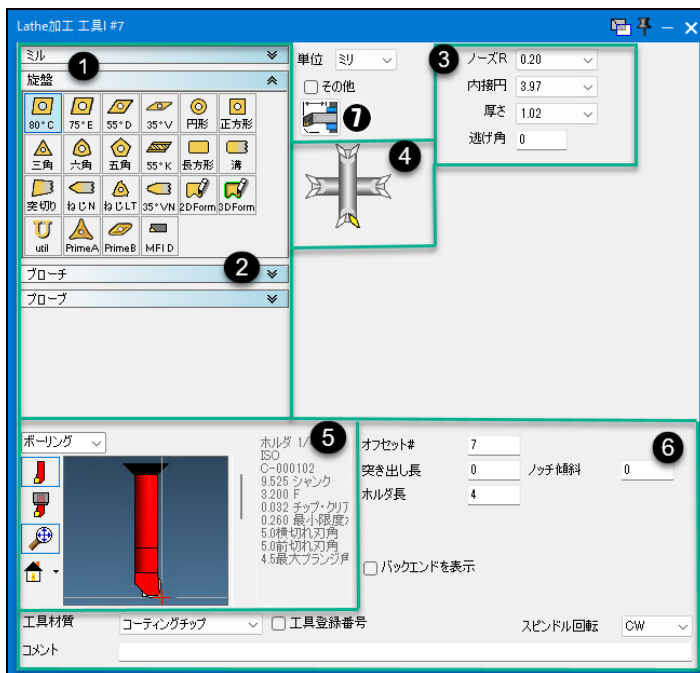 Lathe加工 工具I #7
ミル
1
旋盤
80°C 75°E 55°D 35°V 円形 正方形
三角 六角 五角 55°K 長方形 溝
突切り ねじN ねじLT 35°VN 2DForm 3DForm
util PrimeA PrimeB MFID
ブローチ
2
プローブ
単位 ミリ
その他
7
4
3
ノーズR 0.20
内接円 3.97
厚さ 1.02
逃げ角 0
ボーリング
ホルダ 1/
5
ISO
C-000102
9.525 シャンク
3.200 F
0.032 チップ・クリア
0.260 最小限度
5.0横切れ刃角
5.0前切れ刃角
4.5最大プランジ角
6
オフセット# 7
突き出し長 0 ノッチ傾斜 0
ホルダ長 4
バックエンドを表示
工具材質 コーティングチップ 工具登録番号 スピンドル回転 CW
コメント